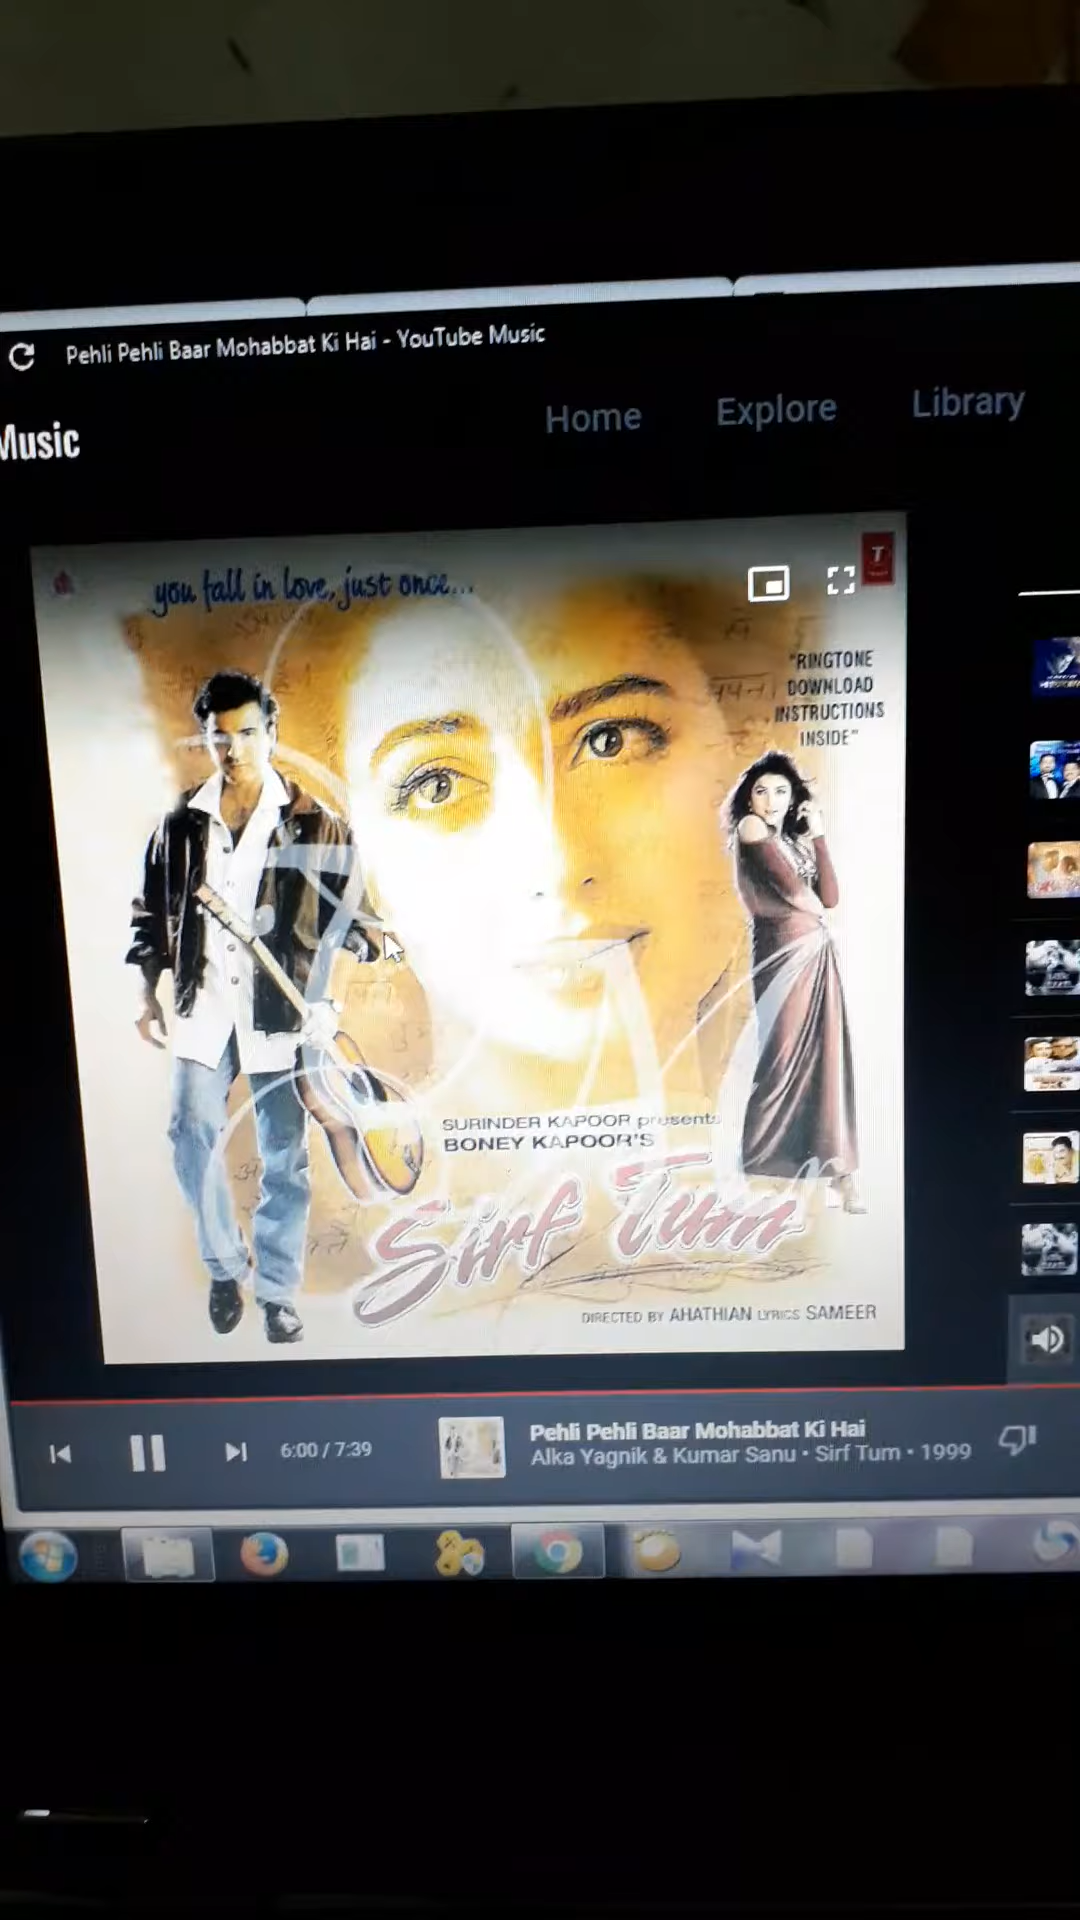 Pehli Pehli Baar Mohabbat Ki Hai - YouTube Music
Music
Home
Explore
Library
you fall in love, just once...
T
"RINGTONE
DOWNLOAD
INSTRUCTIONS
INSIDE"
SURINDER KAPOOR presents
BONEY KAPOOR'S
Sirf Tum
DIRECTED BY AHATHIAN LYRICS SAMEER
6:00 / 7:39
Pehli Pehli Baar Mohabbat Ki Hai
Alka Yagnik & Kumar Sanu • Sirf Tum • 1999